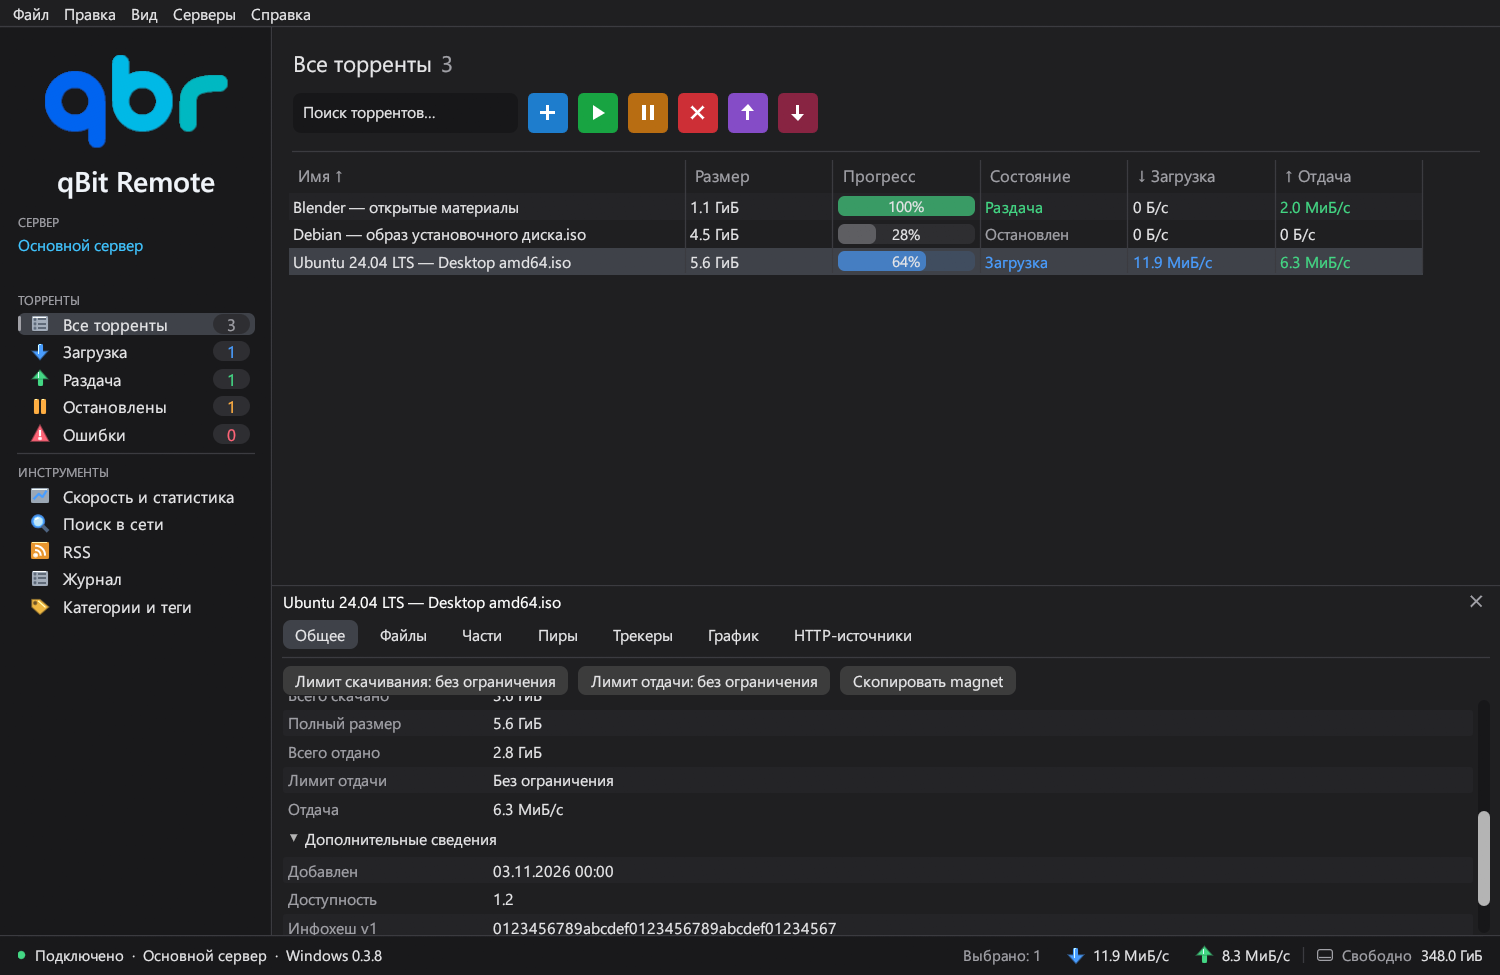 Файл Правка Вид Серверы Справка
qbr
qBit Remote
СЕРВЕР
Основной сервер
ТОРРЕНТЫ
Все торренты 3
Загрузка 1
Раздача 1
Остановлены 1
Ошибки 0
ИНСТРУМЕНТЫ
Скорость и статистика
Поиск в сети
RSS
Журнал
Категории и теги
Все торренты 3
Поиск торрентов...
Имя ↑ Размер Прогресс Состояние ↓ Загрузка ↑ Отдача
Blender — открытые материалы 1.1 ГиБ 100% Раздача 0 Б/с 2.0 МиБ/с
Debian — образ установочного диска.iso 4.5 ГиБ 28% Остановлен 0 Б/с 0 Б/с
Ubuntu 24.04 LTS — Desktop amd64.iso 5.6 ГиБ 64% Загрузка 11.9 МиБ/с 6.3 МиБ/с
Ubuntu 24.04 LTS — Desktop amd64.iso
Общее Файлы Части Пиры Трекеры График HTTP-источники
Лимит скачивания: без ограничения Лимит отдачи: без ограничения Скопировать magnet
Всего скачано 3.6 ГиБ
Полный размер 5.6 ГиБ
Всего отдано 2.8 ГиБ
Лимит отдачи Без ограничения
Отдача 6.3 МиБ/с
▼ Дополнительные сведения
Добавлен 03.11.2026 00:00
Доступность 1.2
Инфохеш v1 0123456789abcdef0123456789abcdef01234567
Подключено · Основной сервер · Windows 0.3.8
Выбрано: 1 11.9 МиБ/с 8.3 МиБ/с Свободно 348.0 ГиБ